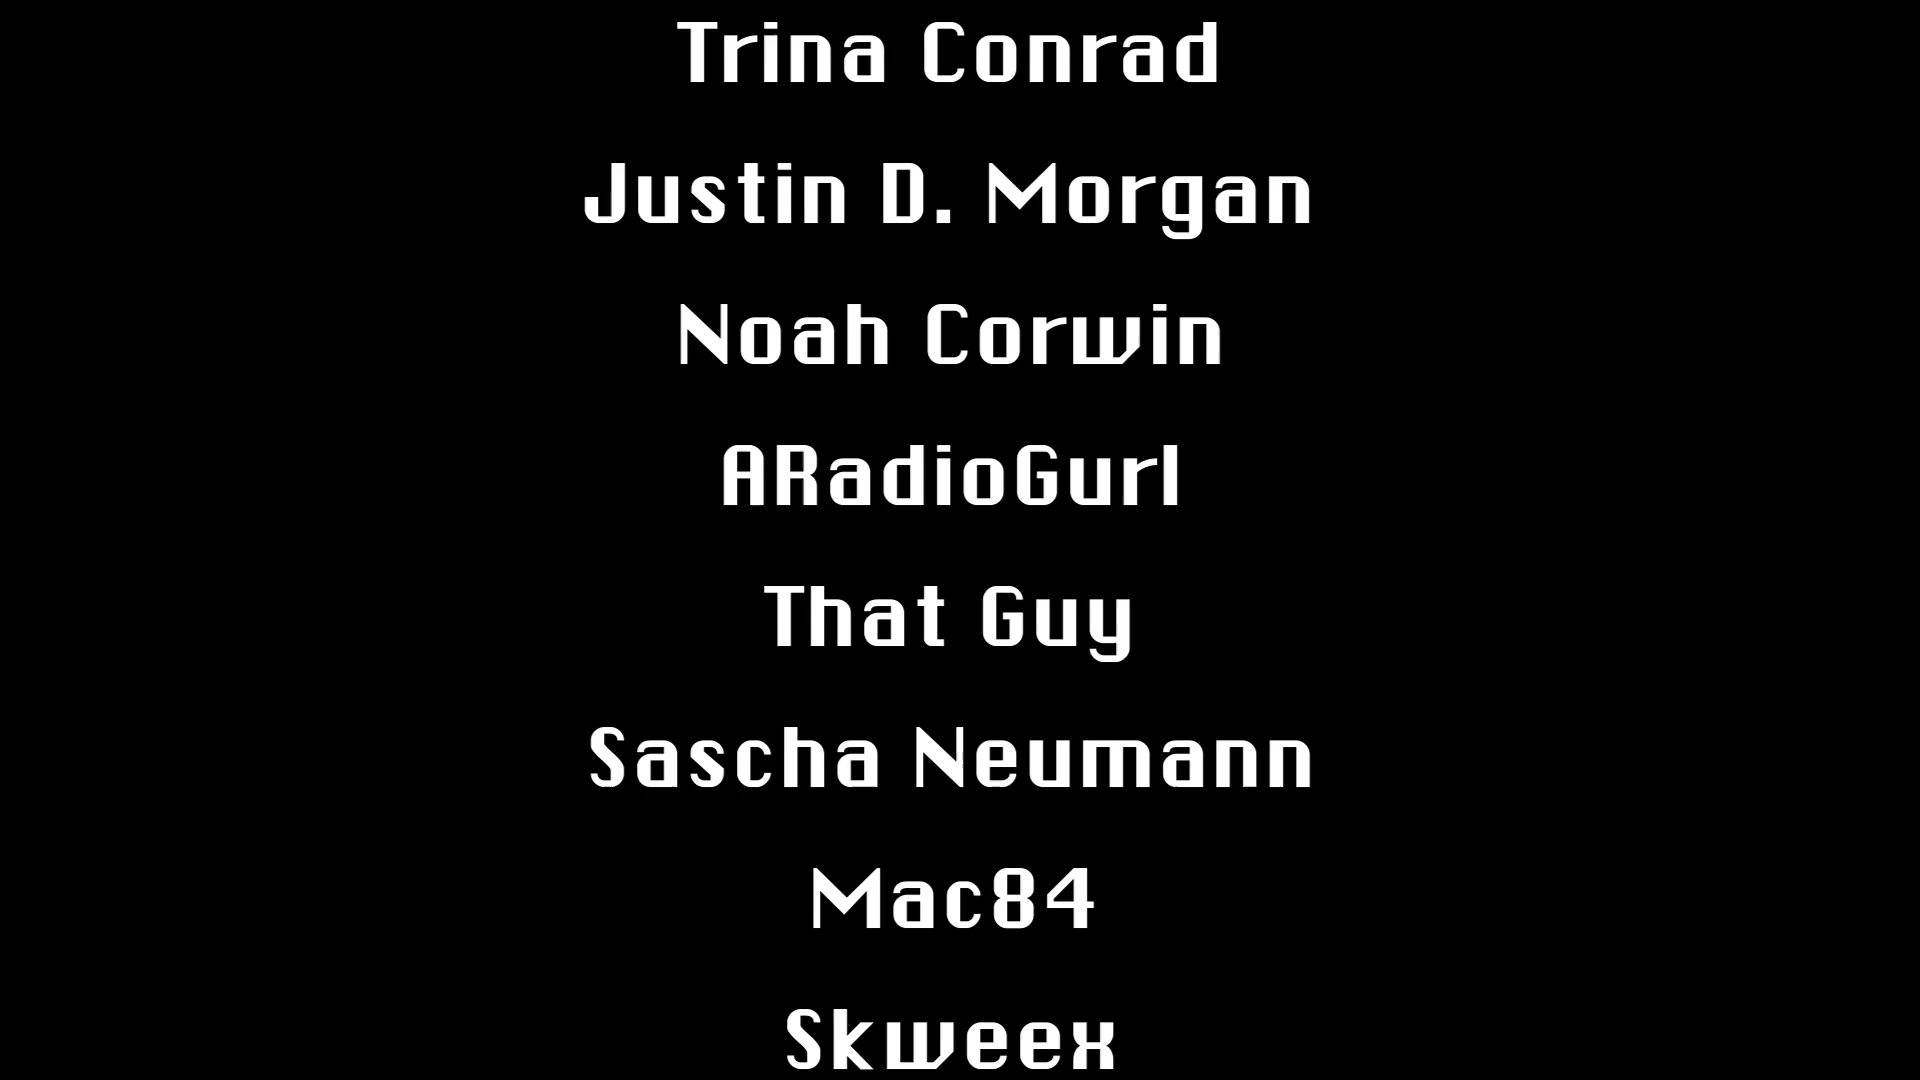 Trina Conrad
Justin D. Morgan
Noah Corwin
ARadioGurl
That Guy
Sascha Neumann
Mac84
Skweex